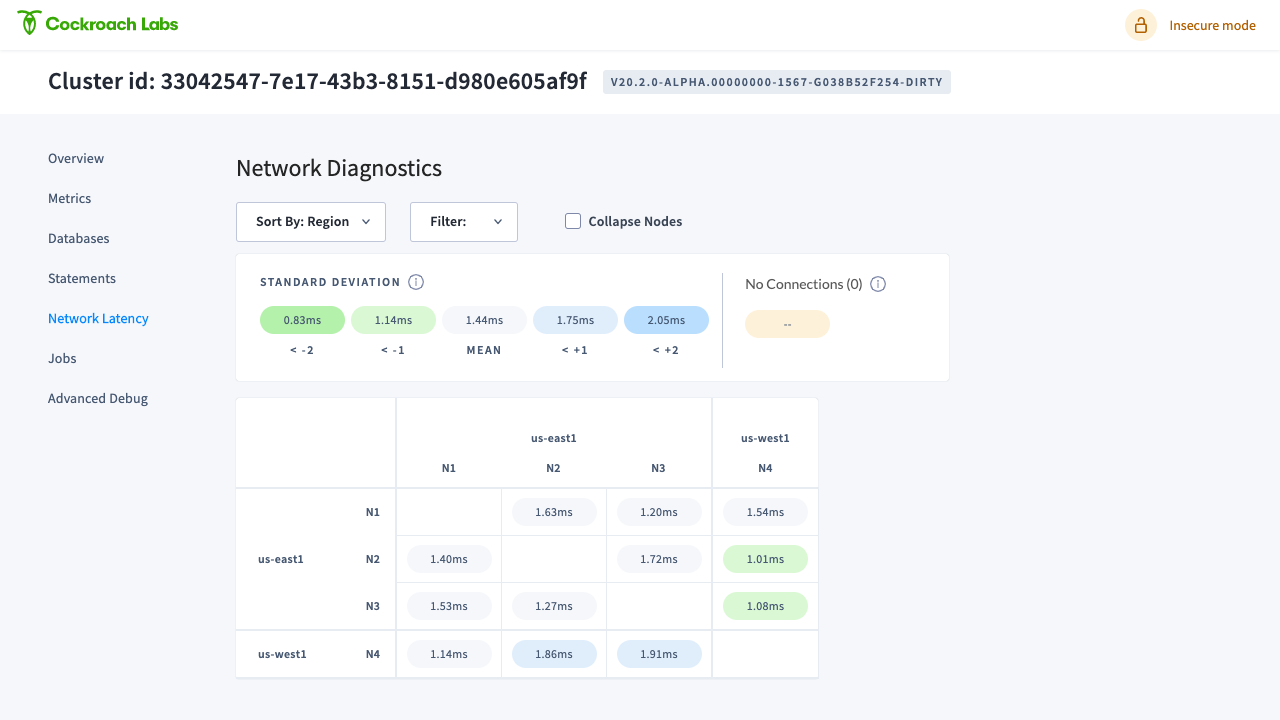 Cockroach Labs
Insecure mode
Cluster id: 33042547-7e17-43b3-8151-d980e605af9f V20.2.0-ALPHA.00000000-1567-G038B52F254-DIRTY
Overview
Metrics
Databases
Statements
Network Latency
Jobs
Advanced Debug
Network Diagnostics
Sort By: Region Filter: Collapse Nodes
STANDARD DEVIATION
0.83ms 1.14ms 1.44ms 1.75ms 2.05ms
< -2 < -1 MEAN < +1 < +2
No Connections (0)
--
us-east1 us-west1
N1 N2 N3 N4
N1 1.63ms 1.20ms 1.54ms
us-east1 N2 1.40ms 1.72ms 1.01ms
N3 1.53ms 1.27ms 1.08ms
us-west1 N4 1.14ms 1.86ms 1.91ms